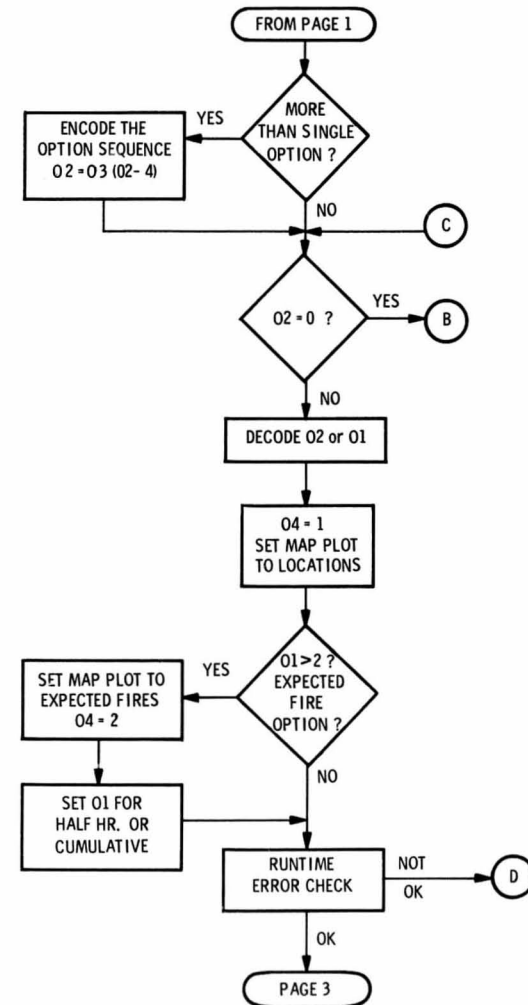 FROM PAGE 1
MORE
THAN SINGLE
OPTION ?
YES
ENCODE THE
OPTION SEQUENCE
O2 = O3 (O2- 4)
NO
C
O2 = 0 ?
YES
B
NO
DECODE O2 or O1
O4 = 1
SET MAP PLOT
TO LOCATIONS
O1 > 2 ?
EXPECTED
FIRE
OPTION ?
YES
SET MAP PLOT TO
EXPECTED FIRES
O4 = 2
SET O1 FOR
HALF HR. OR
CUMULATIVE
NO
RUNTIME
ERROR CHECK
NOT
OK
D
OK
PAGE 3